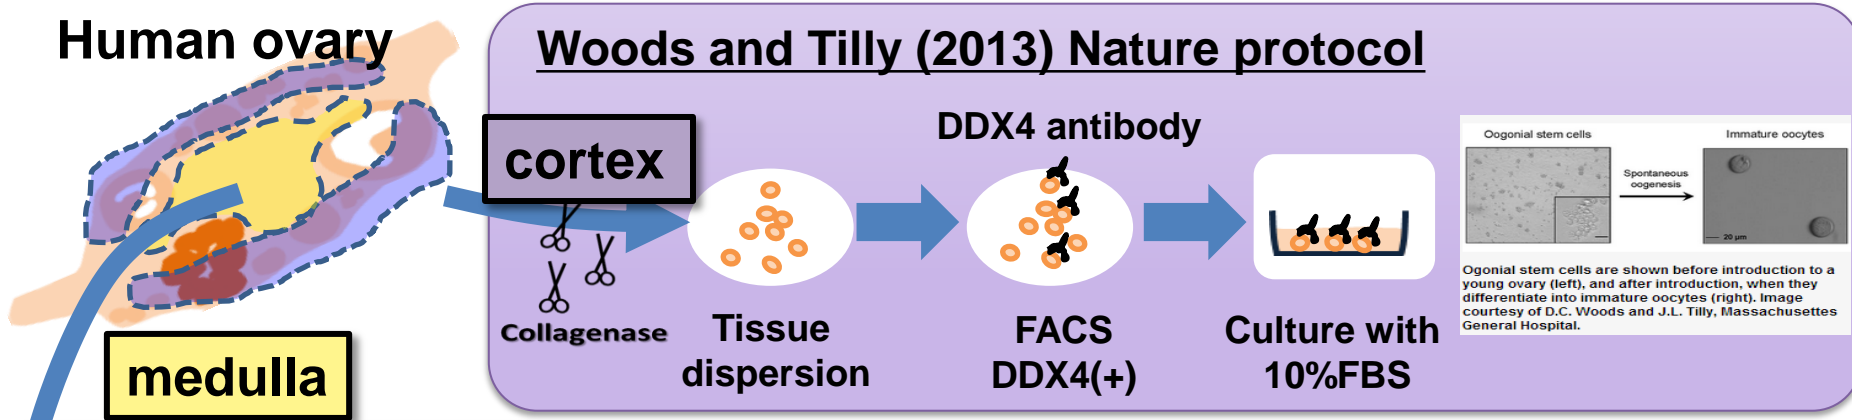 Human ovary
Woods and Tilly (2013) Nature protocol
cortex
medulla
Collagenase
Tissue
dispersion
DDX4 antibody
FACS
DDX4(+)
Culture with
10%FBS
Oogonial stem cells
Immature oocytes
Spontaneous
oogenesis
20 µm
Ogonial stem cells are shown before introduction to a
young ovary (left), and after introduction, when they
differentiate into immature oocytes (right). Image
courtesy of D.C. Woods and J.L. Tilly, Massachusettes
General Hospital.